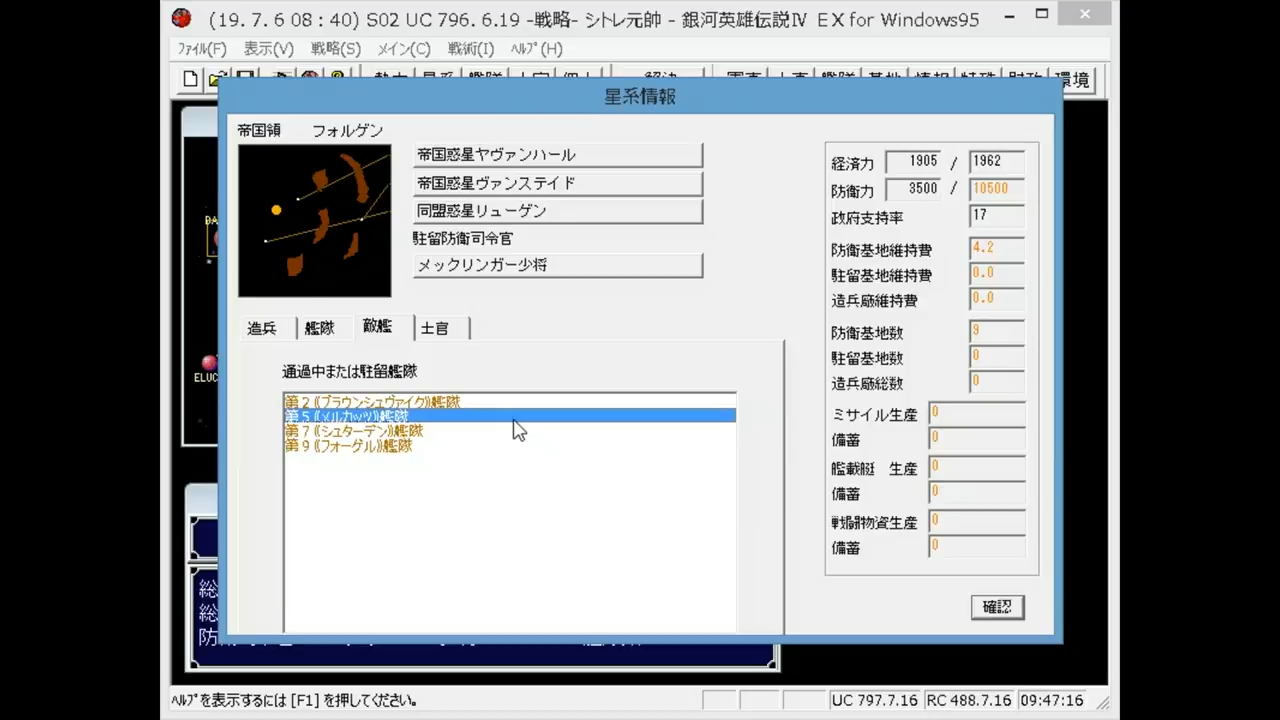 (19. 7. 6 08：40) S02 UC 796. 6.19 -戦略- シトレ元帥 - 銀河英雄伝説Ⅳ EX for Windows95
ﾌｧｲﾙ(F) 表示(V) 戦略(S) メイン(C) 戦術(I) ﾍﾙﾌﾟ(H)
環境
星系情報
帝国領 フォルゲン
帝国惑星ヤヴァンハール
帝国惑星ヴァンステイド
同盟惑星リューゲン
駐留防衛司令官
メックリンガー少将
経済力 1905 / 1962
防衛力 3500 / 10500
政府支持率 17
防衛基地維持費 4.2
駐留基地維持費 0.0
造兵廠維持費 0.0
防衛基地数 9
駐留基地数 0
造兵廠総数 0
ミサイル生産 0
備蓄 0
艦載艇 生産 0
備蓄 0
戦闘物資生産 0
備蓄 0
造兵 艦隊 敵艦 士官
通過中または駐留艦隊
第２《ブラウンシュヴァイク》艦隊
第５《メルカッツ》艦隊
第７《シュターデン》艦隊
第９《フォーゲル》艦隊
確認
ELUC
総
総
防
ﾍﾙﾌﾟを表示するには [F1] を押してください。
UC 797.7.16 RC 488.7.16 09:47:16